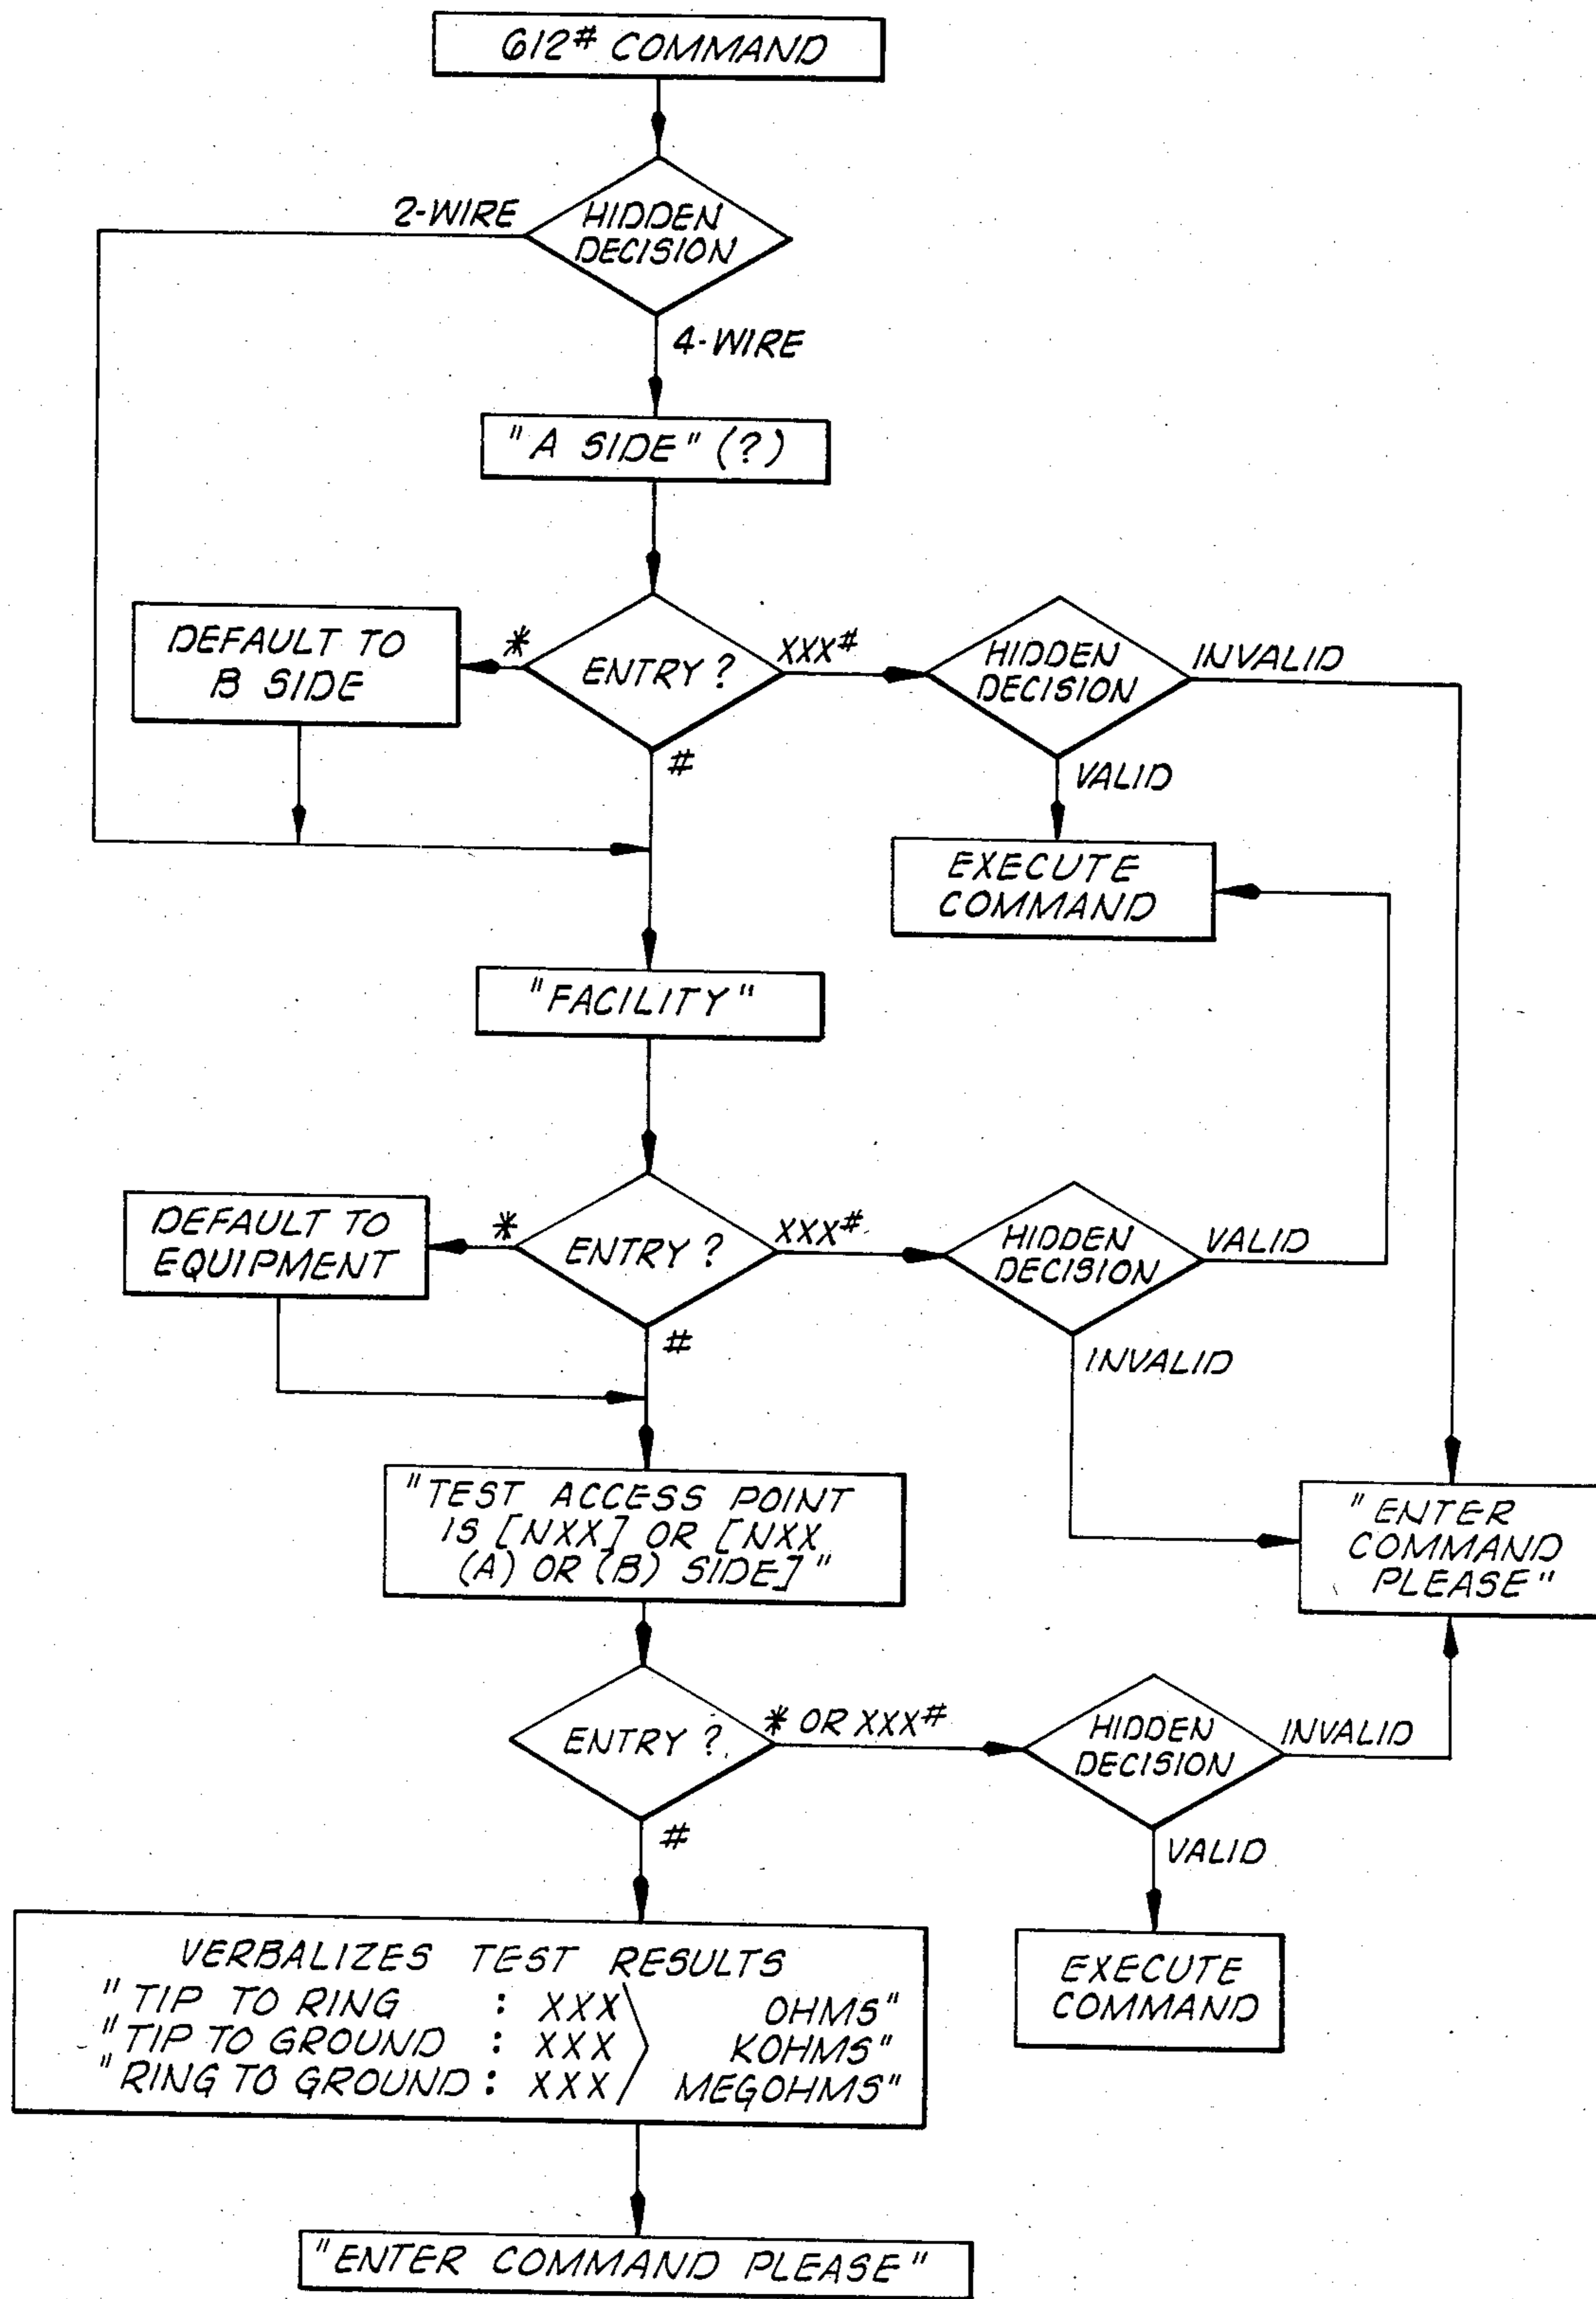 612# COMMAND
2-WIRE
HIDDEN
DECISION
4-WIRE
"A SIDE" (?)
DEFAULT TO
B SIDE
*
ENTRY ?
XXX#
HIDDEN
DECISION
INVALID
#
VALID
EXECUTE
COMMAND
"FACILITY"
DEFAULT TO
EQUIPMENT
*
ENTRY ?
XXX#
HIDDEN
DECISION
VALID
#
INVALID
"TEST ACCESS POINT
IS [NXX] OR [NXX
(A) OR (B) SIDE]"
"ENTER
COMMAND
PLEASE"
ENTRY ?
* OR XXX#
HIDDEN
DECISION
INVALID
#
VALID
VERBALIZES TEST RESULTS
"TIP TO RING : XXX OHMS"
"TIP TO GROUND : XXX KOHMS"
"RING TO GROUND : XXX MEGOHMS"
EXECUTE
COMMAND
"ENTER COMMAND PLEASE"